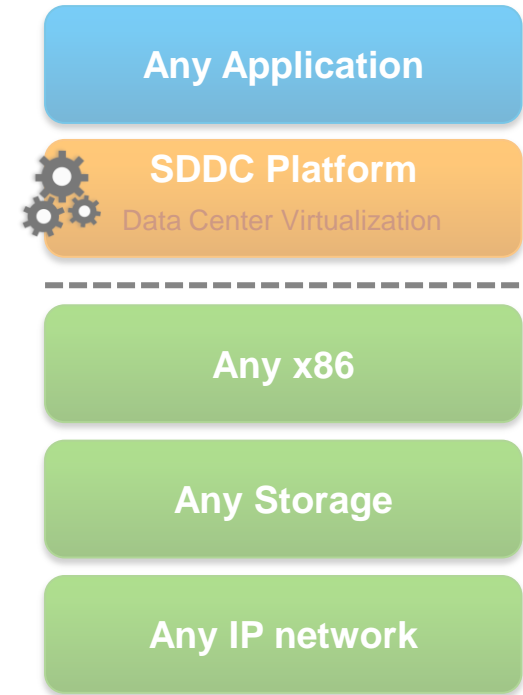 Any Application
SDDC Platform
Data Center Virtualization
Any x86
Any Storage
Any IP network